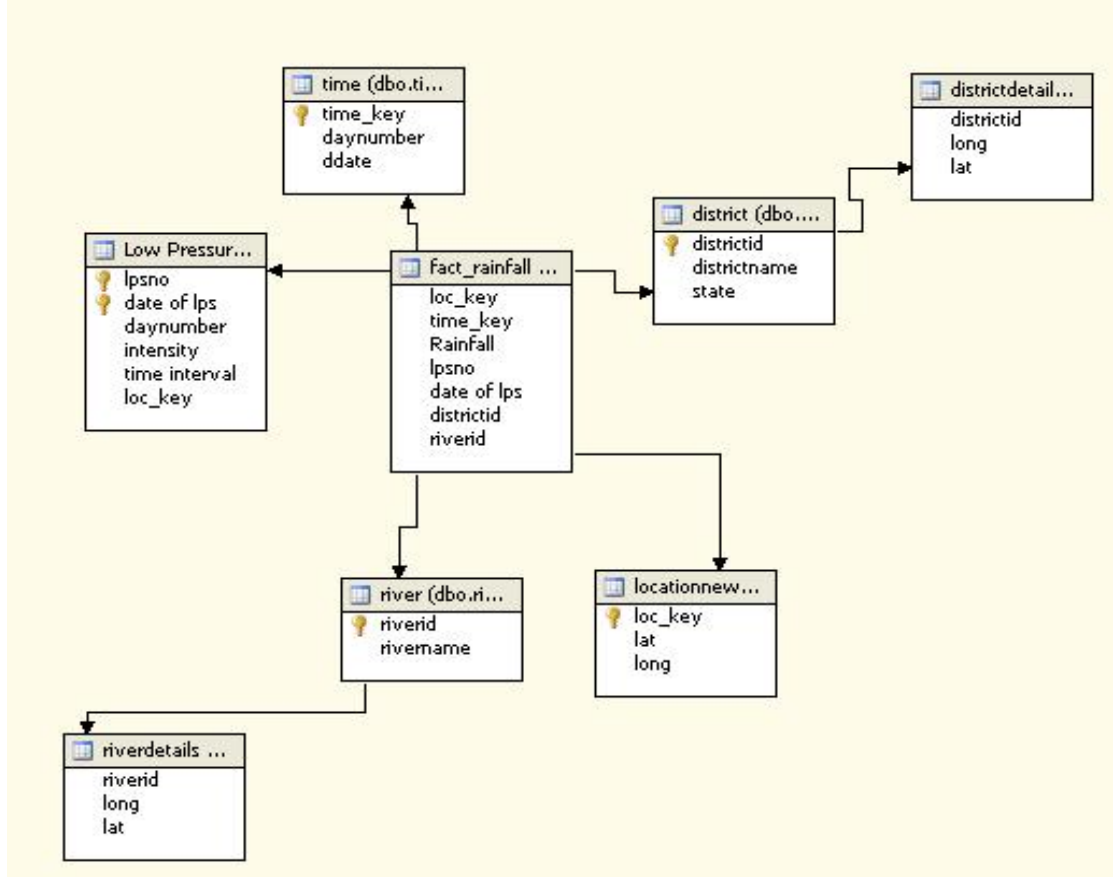 time (dbo.ti...
time_key
daynumber
ddate
districtdetail...
districtid
long
lat
district (dbo....
districtid
districtname
state
Low Pressur...
lpsno
date of lps
daynumber
intensity
time interval
loc_key
fact_rainfall ...
loc_key
time_key
Rainfall
lpsno
date of lps
districtid
riverid
river (dbo.ri...
riverid
rivername
locationnew...
loc_key
lat
long
riverdetails ...
riverid
long
lat